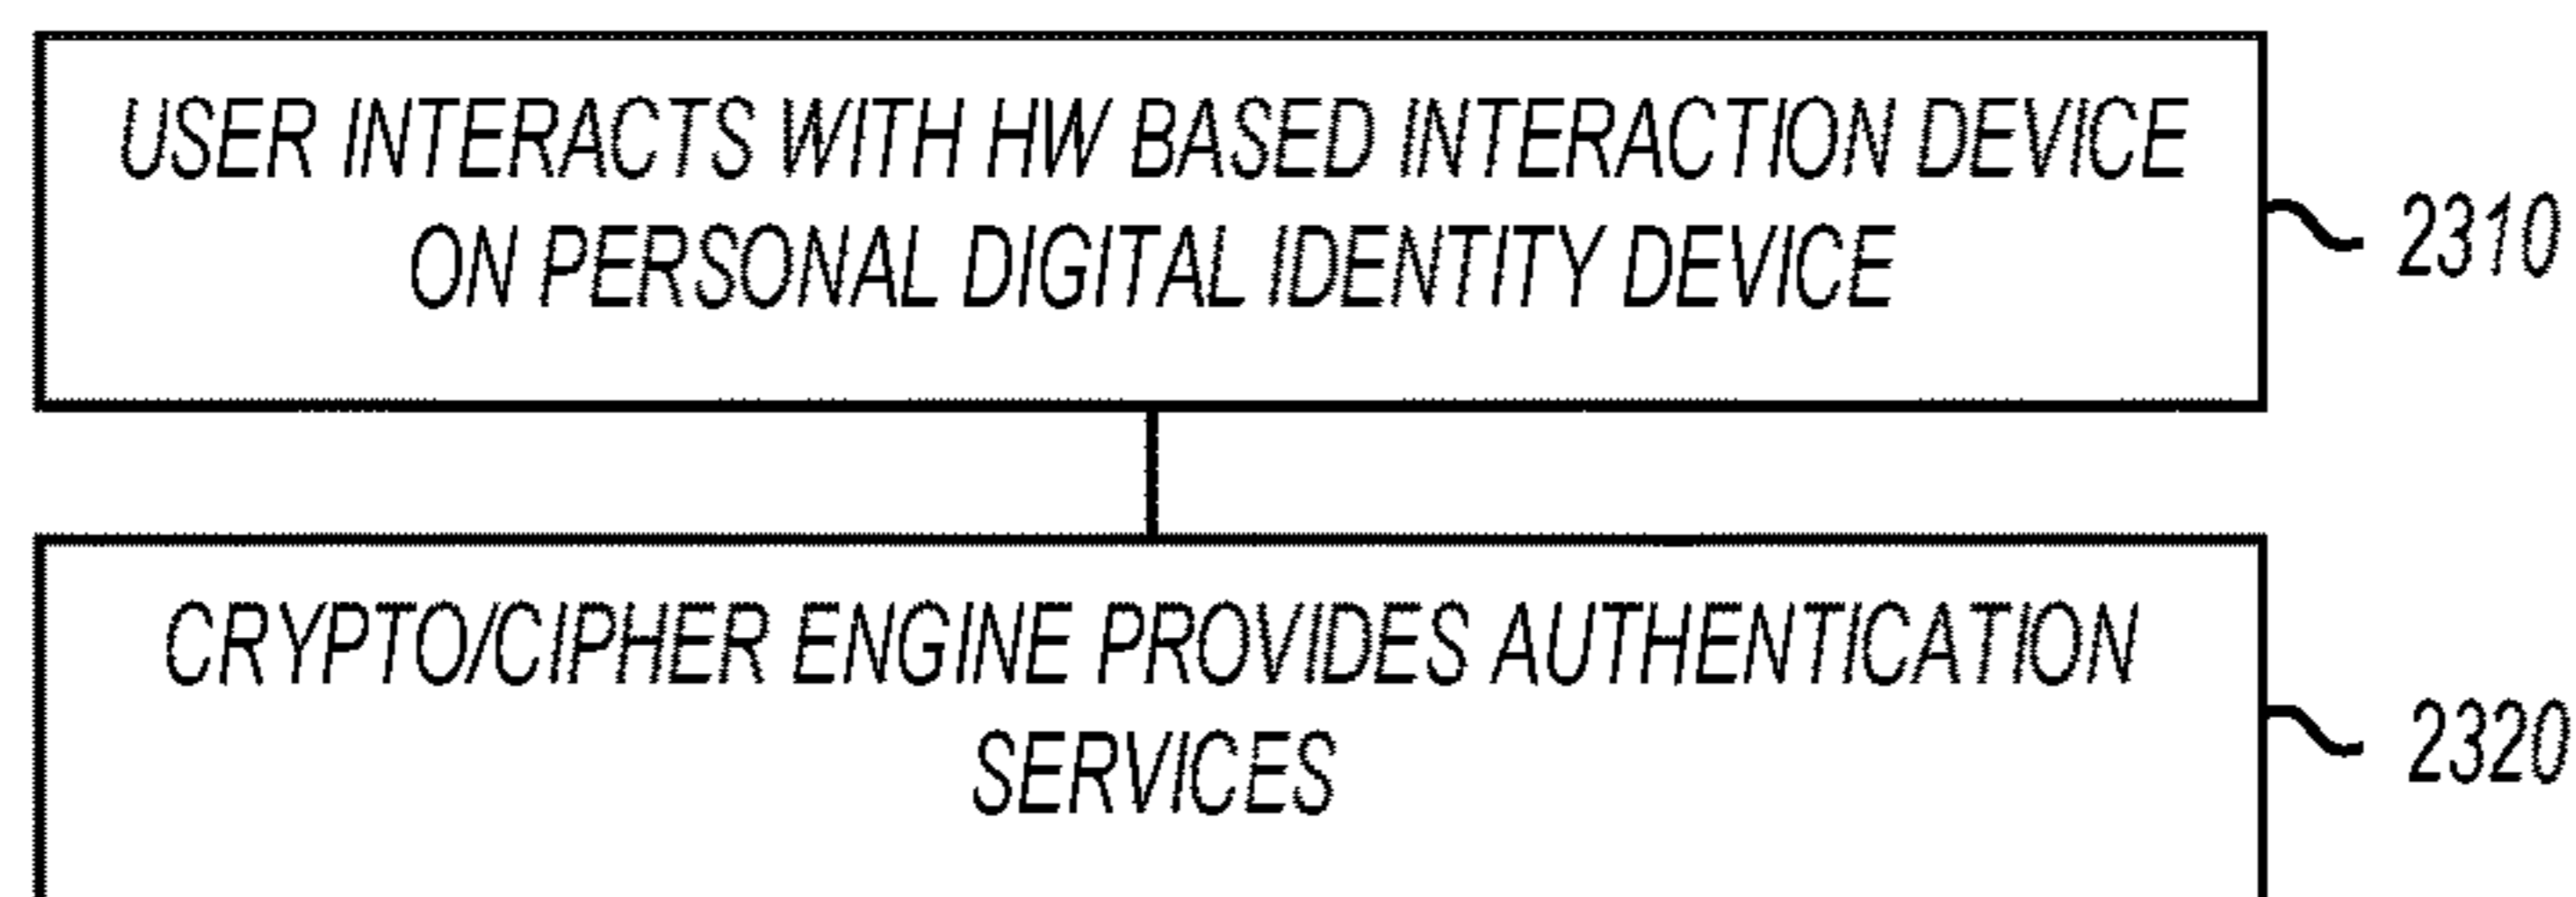 USER INTERACTS WITH HW BASED INTERACTION DEVICE
ON PERSONAL DIGITAL IDENTITY DEVICE
2310
CRYPTO/CIPHER ENGINE PROVIDES AUTHENTICATION
SERVICES
2320